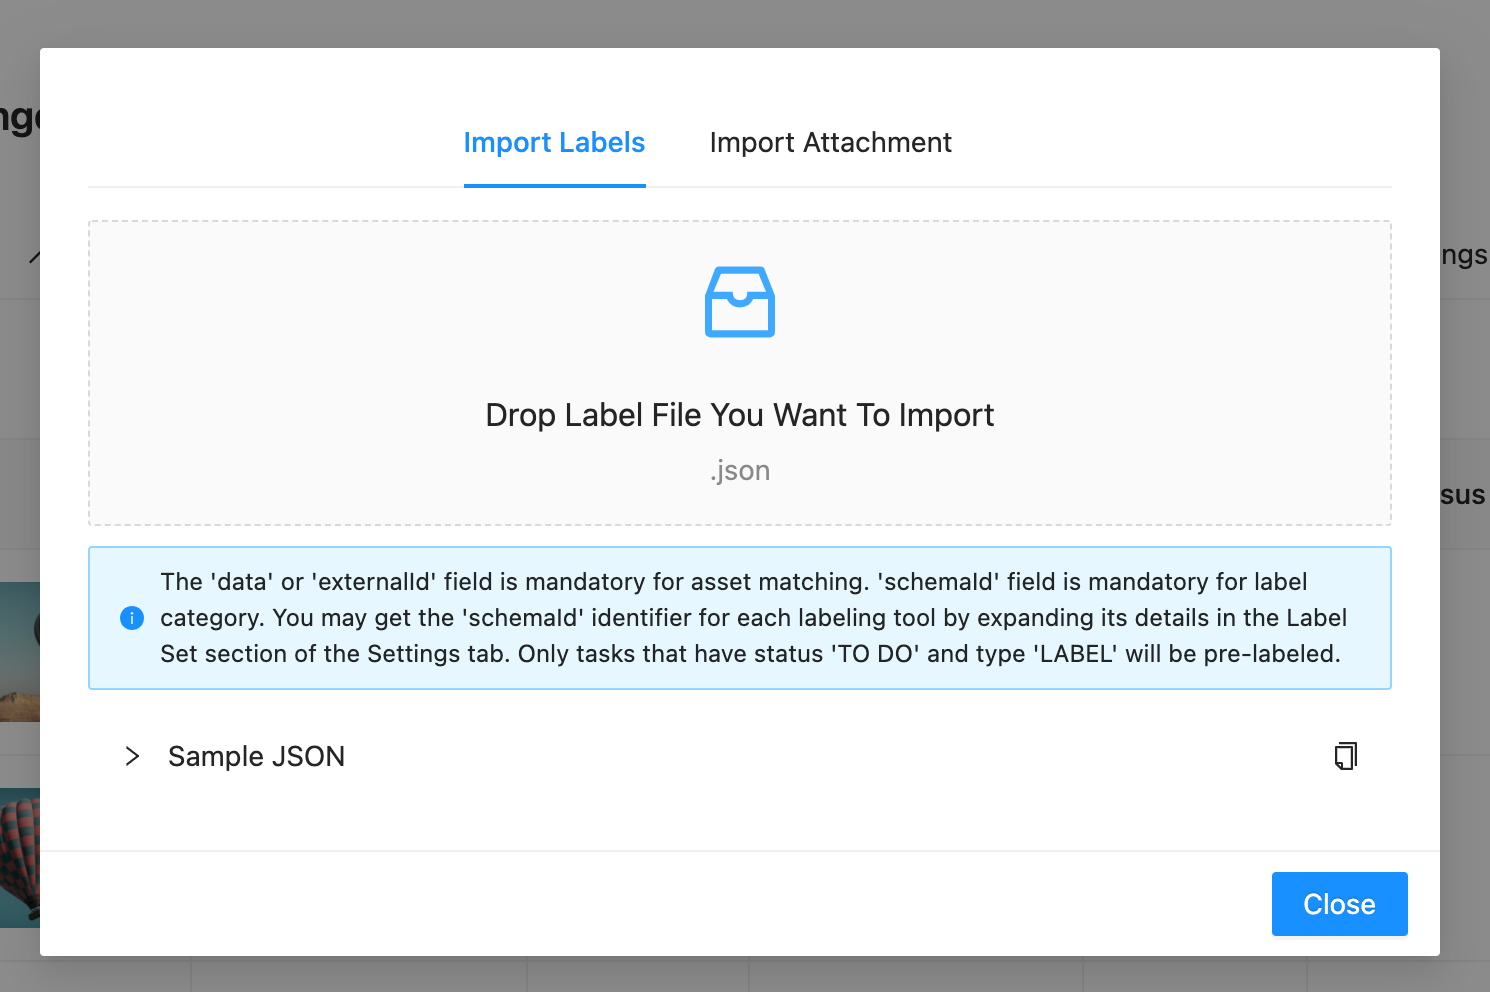 Import Labels
Import Attachment
ngs
Drop Label File You Want To Import
.json
sus
The 'data' or 'externalId' field is mandatory for asset matching. 'schemaId' field is mandatory for label
category. You may get the 'schemaId' identifier for each labeling tool by expanding its details in the Label
Set section of the Settings tab. Only tasks that have status 'TO DO' and type 'LABEL' will be pre-labeled.
Sample JSON
Close